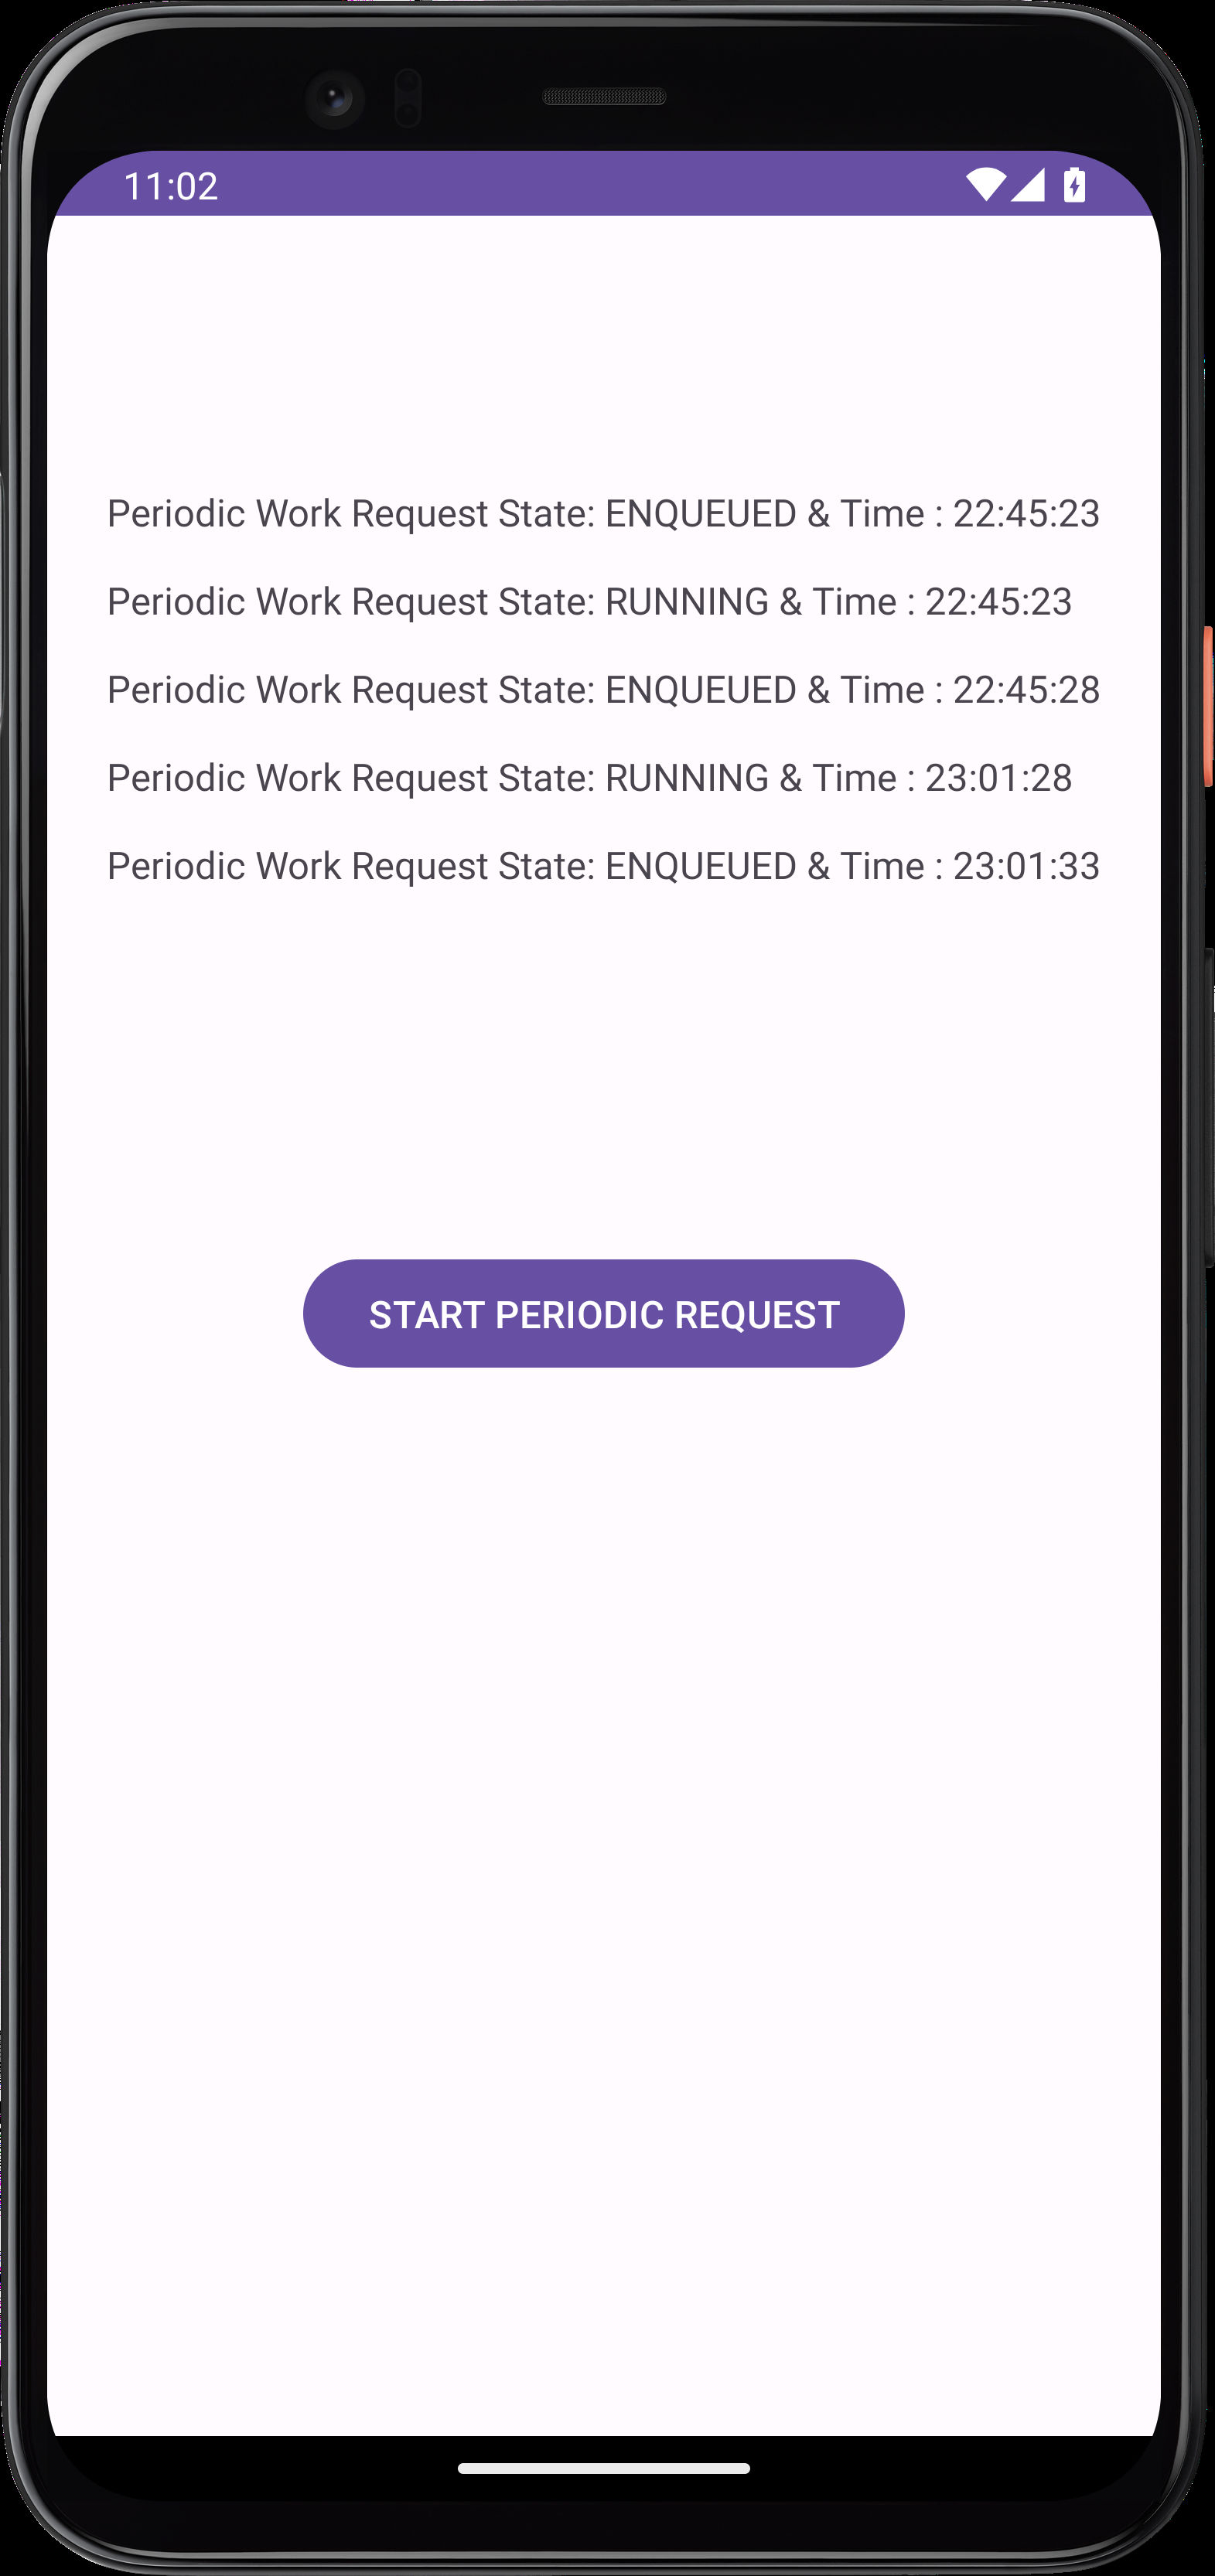 11:02
Periodic Work Request State: ENQUEUED & Time : 22:45:23
Periodic Work Request State: RUNNING & Time : 22:45:23
Periodic Work Request State: ENQUEUED & Time : 22:45:28
Periodic Work Request State: RUNNING & Time : 23:01:28
Periodic Work Request State: ENQUEUED & Time : 23:01:33
START PERIODIC REQUEST